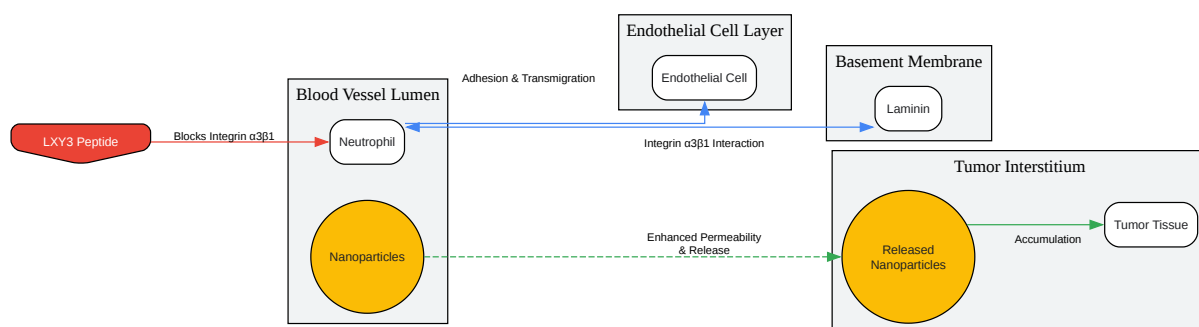 Endothelial Cell Layer
Endothelial Cell
Basement Membrane
Laminin
Adhesion & Transmigration
Blood Vessel Lumen
LXY3 Peptide
Blocks Integrin α3β1
Neutrophil
Integrin α3β1 Interaction
Tumor Interstitium
Tumor Tissue
Enhanced Permeability
& Release
Accumulation
Nanoparticles
Released
Nanoparticles